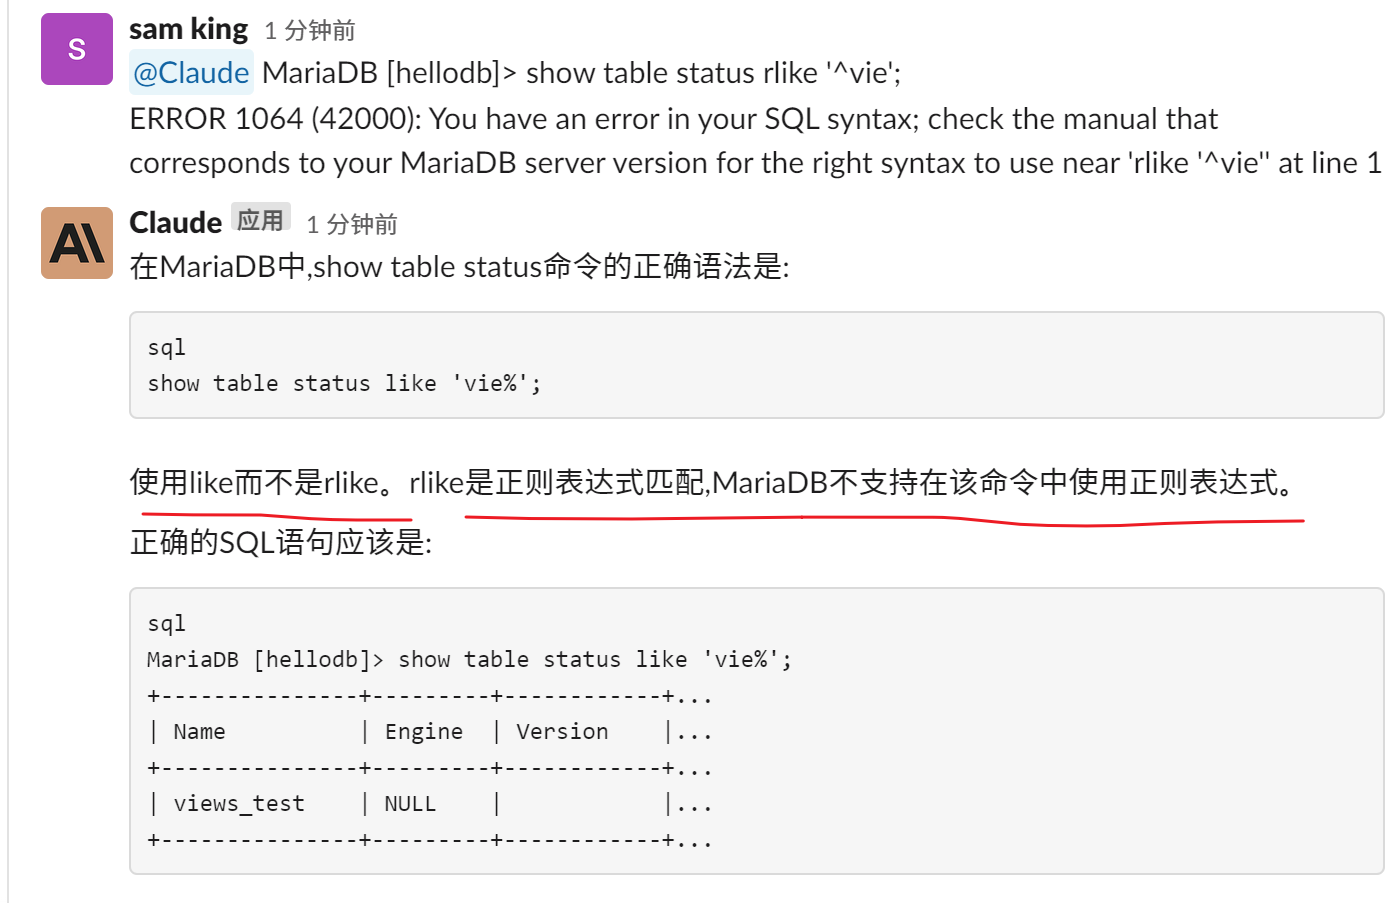 S
sam king 1 分钟前
@Claude MariaDB [hellodb]> show table status rlike '^vie';
ERROR 1064 (42000): You have an error in your SQL syntax; check the manual that
corresponds to your MariaDB server version for the right syntax to use near 'rlike '^vie'' at line 1
Claude 应用 1 分钟前
在MariaDB中,show table status命令的正确语法是:
sql
show table status like 'vie%';
使用like而不是rlike。rlike是正则表达式匹配,MariaDB不支持在该命令中使用正则表达式。
正确的SQL语句应该是:
sql
MariaDB [hellodb]> show table status like 'vie%';
+---------------+---------+------------+...
| Name          | Engine  | Version    |...
+---------------+---------+------------+...
| views_test    | NULL    |            |...
+---------------+---------+------------+...